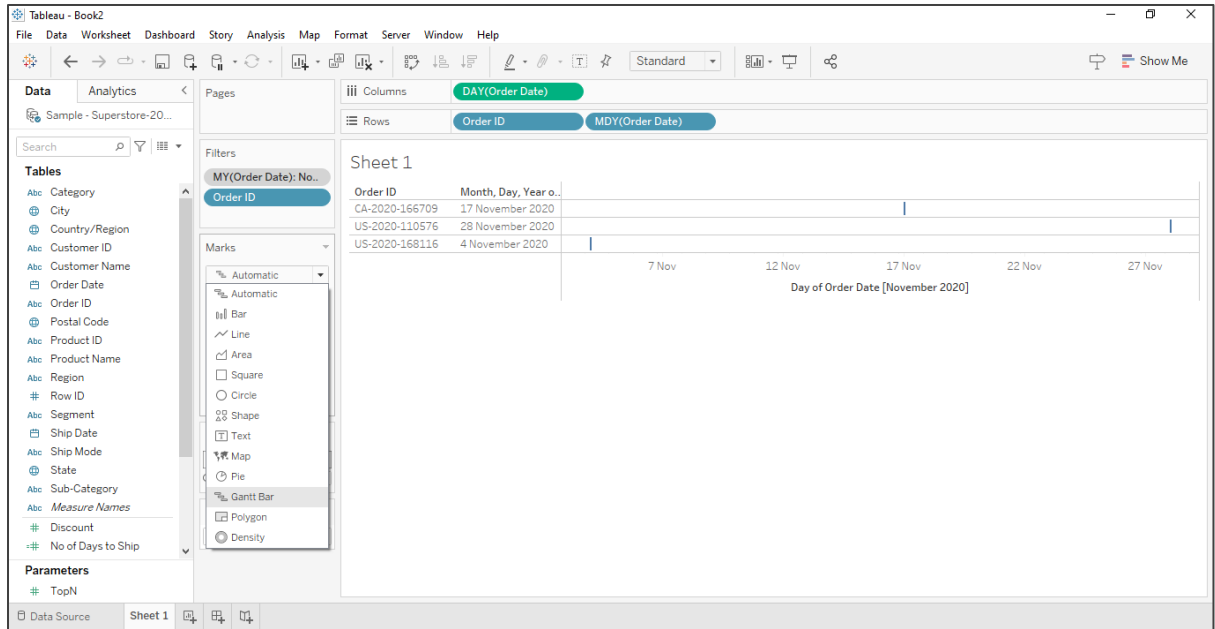 Tableau - Book2
File Data Worksheet Dashboard Story Analysis Map Format Server Window Help
Standard
Show Me
Data Analytics
Sample - Superstore-20...
Search
Tables
Abc Category
City
Country/Region
Abc Customer ID
Abc Customer Name
Order Date
Abc Order ID
Postal Code
Abc Product ID
Abc Product Name
Abc Region
# Row ID
Abc Segment
Ship Date
Abc Ship Mode
State
Abc Sub-Category
Abc Measure Names
# Discount
=# No of Days to Ship
Parameters
# TopN
Pages
Filters
MY(Order Date): No..
Order ID
Marks
Automatic
Automatic
Bar
Line
Area
Square
Circle
Shape
Text
Map
Pie
Gantt Bar
Polygon
Density
Columns DAY(Order Date)
Rows Order ID MDY(Order Date)
Sheet 1
Order ID Month, Day, Year o..
CA-2020-166709 17 November 2020
US-2020-110576 28 November 2020
US-2020-168116 4 November 2020
7 Nov 12 Nov 17 Nov 22 Nov 27 Nov
Day of Order Date [November 2020]
Data Source Sheet 1